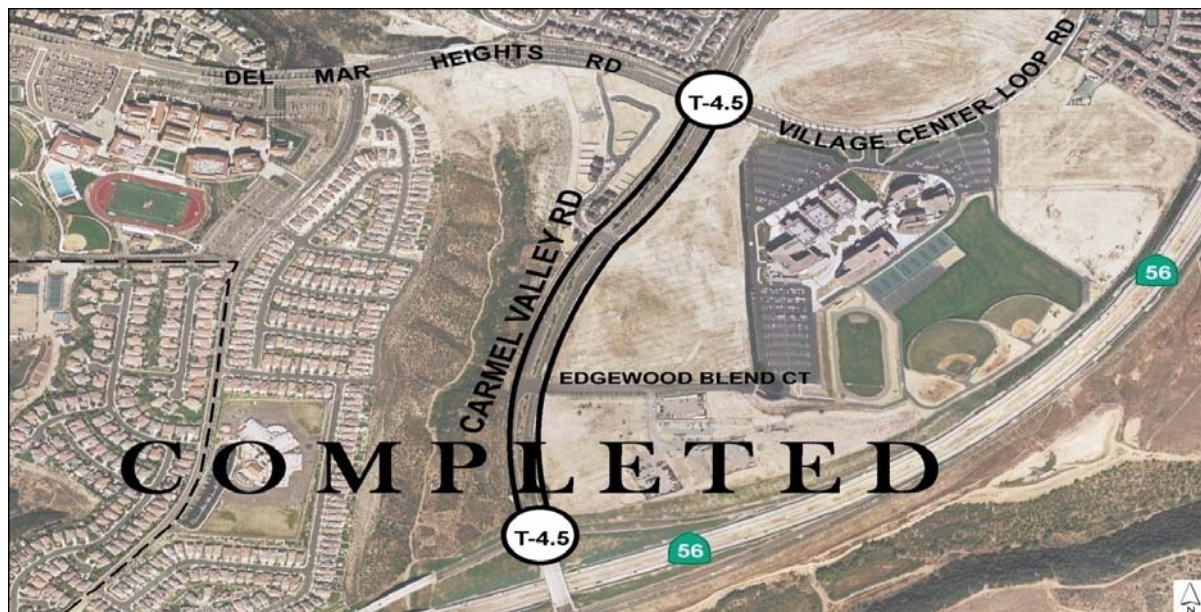 DEL MAR HEIGHTS RD
T-4.5
VILLAGE CENTER LOOP RD
CARMEL VALLEY RD
56
EDGEWOOD BLEND CT
COMPLETED
T-4.5
56
N